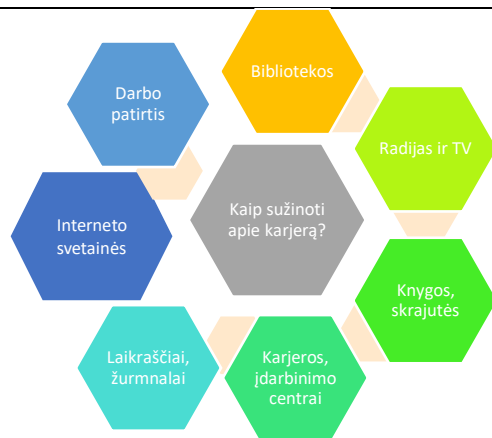 Bibliotekos
Darbo
patirtis
Radijas ir TV
Kaip sužinoti
apie karjerą?
Interneto
svetainės
Knygos,
skrajutės
Laikraščiai,
žurmnalai
Karjeros,
įdarbinimo
centrai